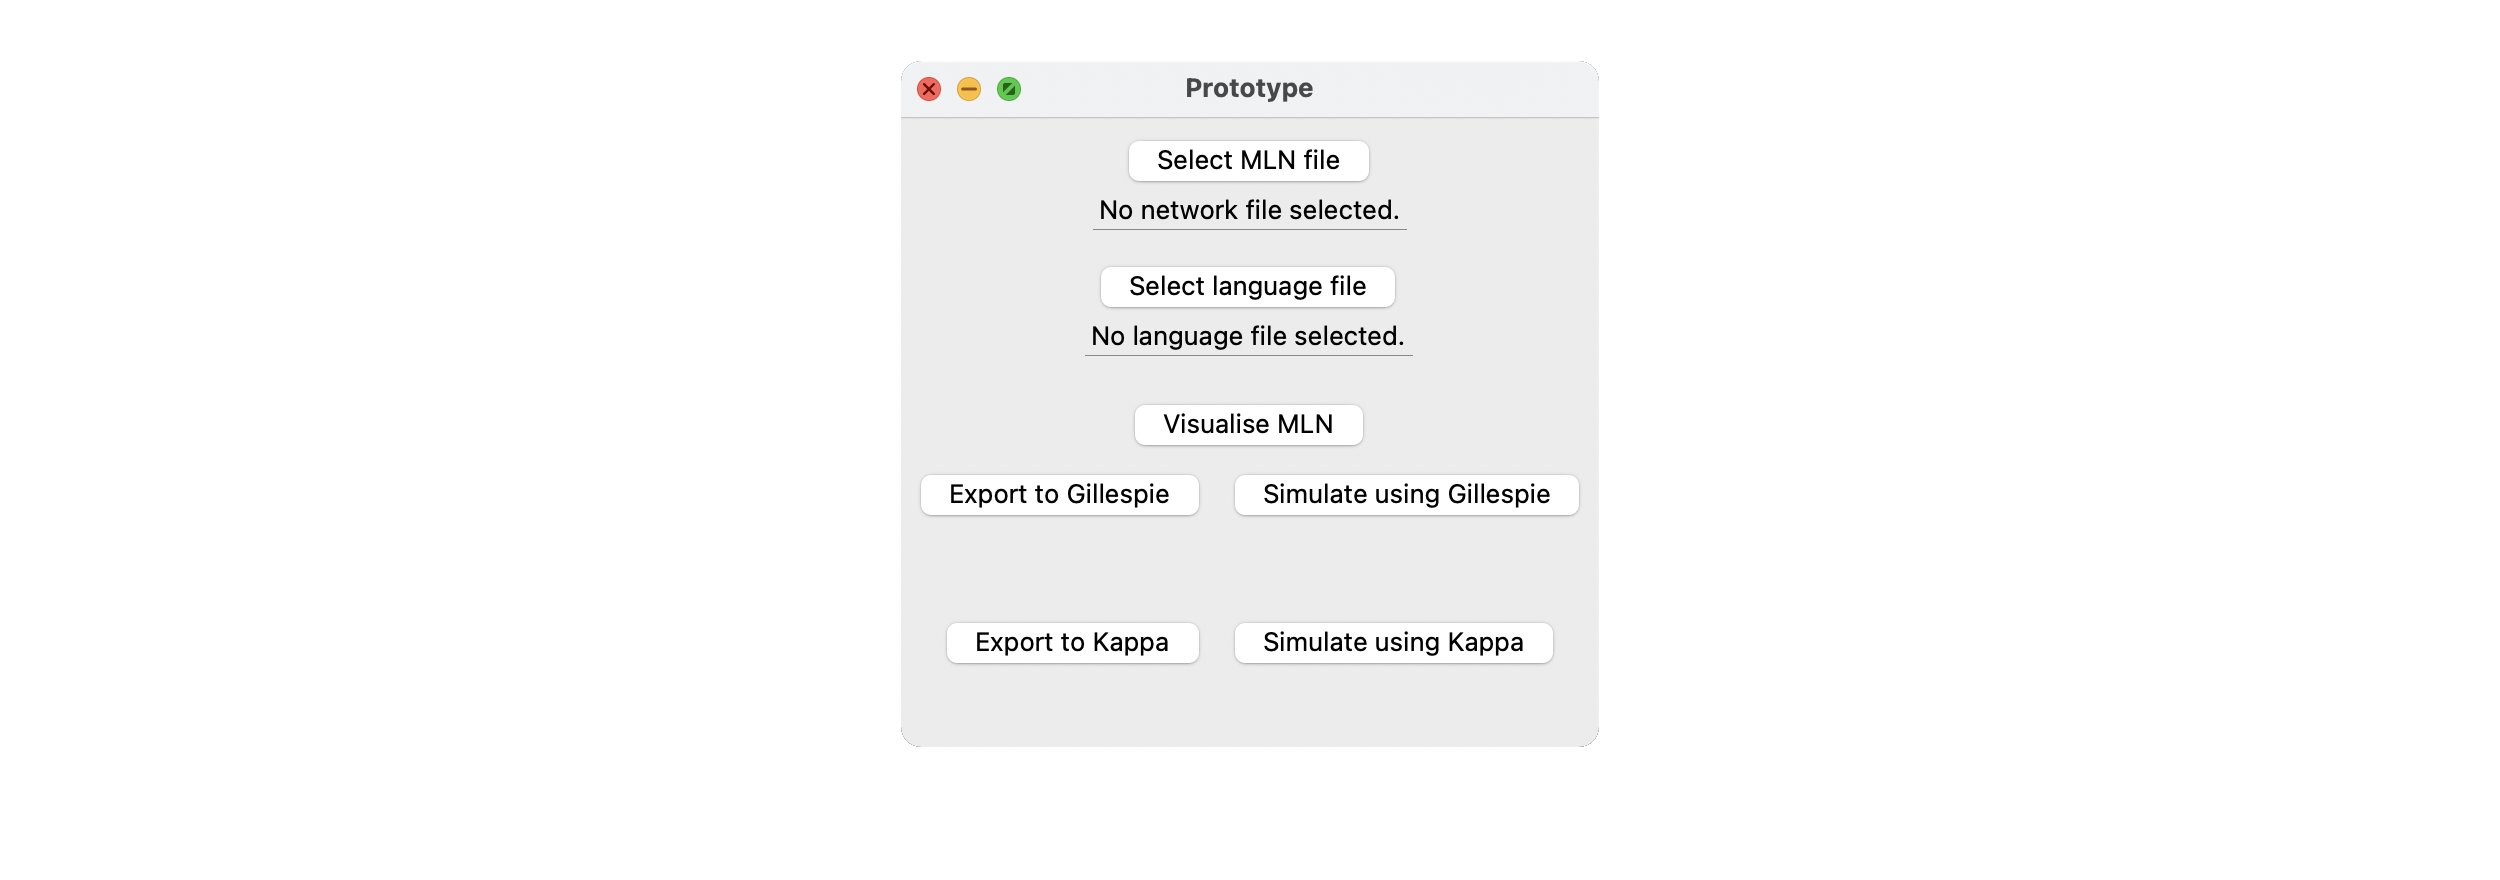 Prototype
Select MLN file
No network file selected.
Select language file
No language file selected.
Visualise MLN
Export to Gillespie
Simulate using Gillespie
Export to Kappa
Simulate using Kappa